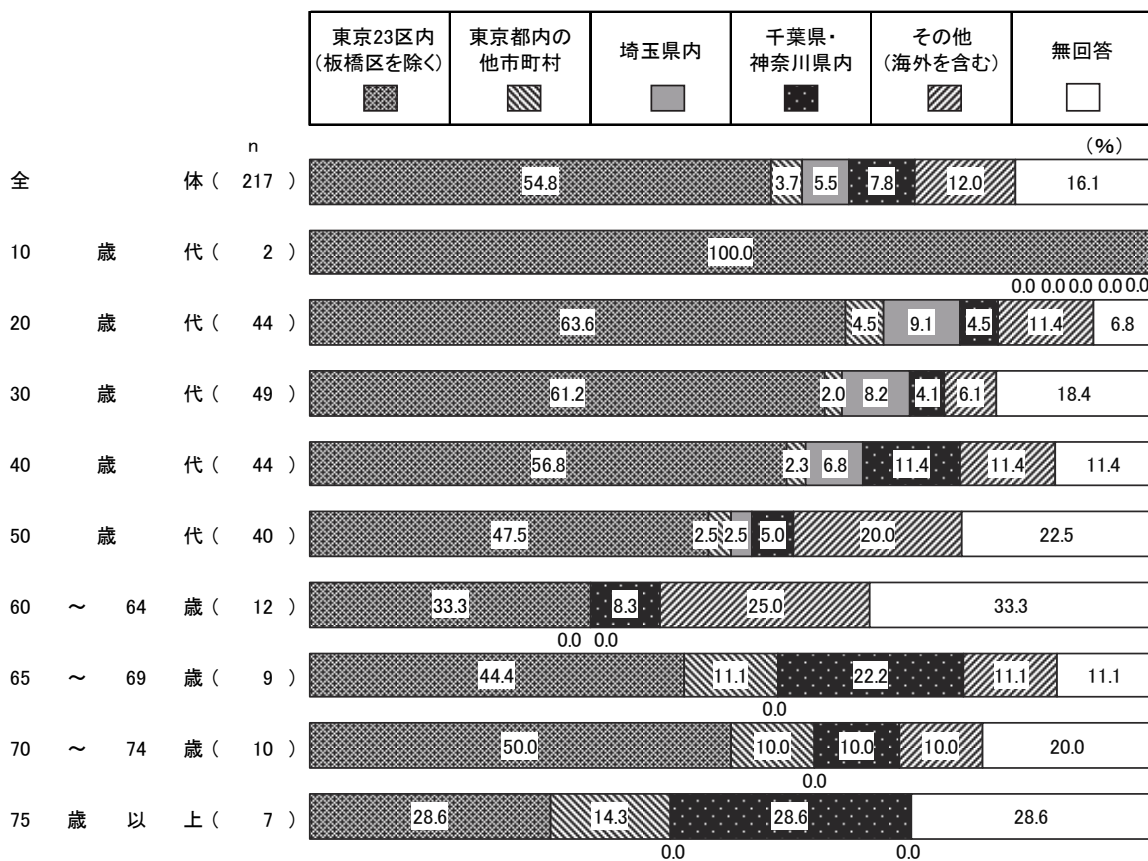 東京23区内 東京都内の 埼玉県内 千葉県・ その他 無回答
(板橋区を除く) 他市町村 神奈川県内 (海外を含む)
n (%)
全 体( 217 ) 54.8 3.7 5.5 7.8 12.0 16.1
10 歳 代( 2 ) 100.0
0.0 0.0 0.0 0.0 0.0
20 歳 代( 44 ) 63.6 4.5 9.1 4.5 11.4 6.8
30 歳 代( 49 ) 61.2 2.0 8.2 4.1 6.1 18.4
40 歳 代( 44 ) 56.8 2.3 6.8 11.4 11.4 11.4
50 歳 代( 40 ) 47.5 2.5 2.5 5.0 20.0 22.5
60 ~ 64 歳( 12 ) 33.3 8.3 25.0 33.3
0.0 0.0
65 ~ 69 歳( 9 ) 44.4 11.1 22.2 11.1 11.1
0.0
70 ~ 74 歳( 10 ) 50.0 10.0 10.0 10.0 20.0
0.0
75 歳 以 上( 7 ) 28.6 14.3 28.6 28.6
0.0 0.0